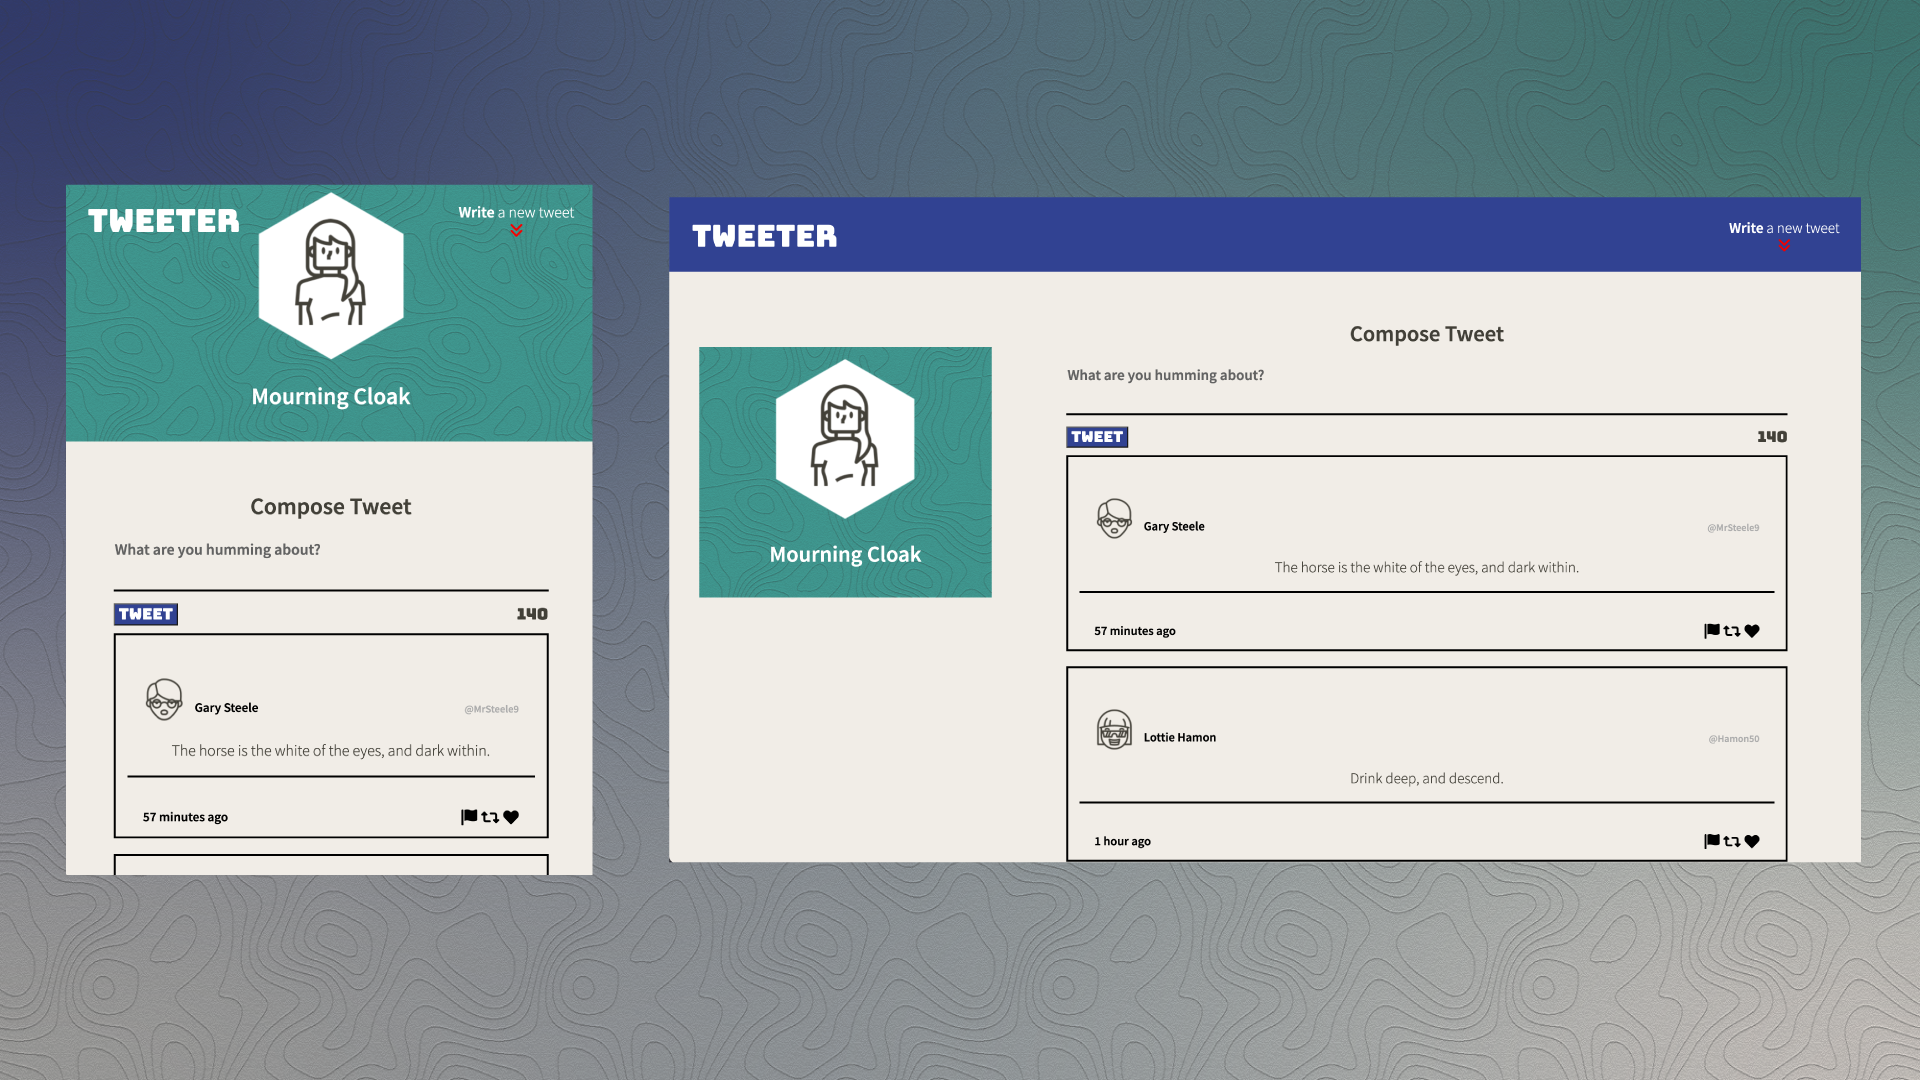 TWEETER
Write a new tweet
Mourning Cloak
Compose Tweet
What are you humming about?
TWEET
140
Gary Steele
@MrSteele9
The horse is the white of the eyes, and dark within.
57 minutes ago
TWEETER
Write a new tweet
Mourning Cloak
Compose Tweet
What are you humming about?
TWEET
140
Gary Steele
@MrSteele9
The horse is the white of the eyes, and dark within.
57 minutes ago
Lottie Hamon
@Hamon50
Drink deep, and descend.
1 hour ago